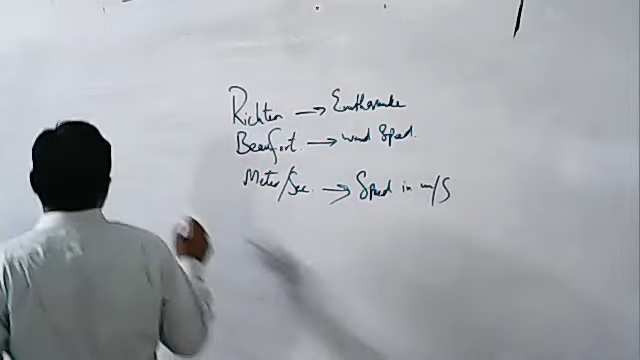 Richter → Earthquake
Beaufort. → wind Speed.
Meter/Sec. → Speed in m/S